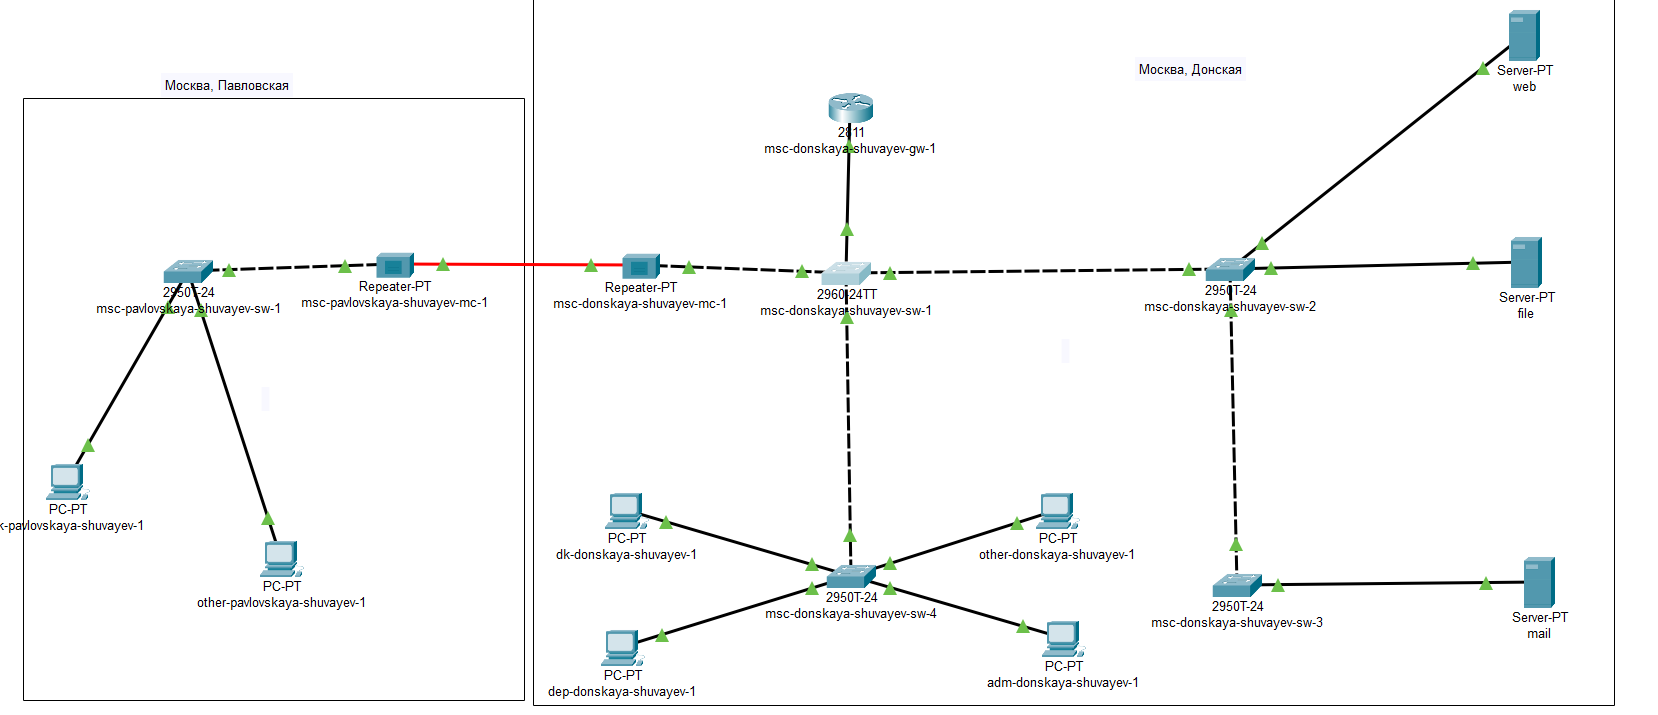 Москва, Павловская
Москва, Донская
Server-PT
web
2811
msc-donskaya-shuvayev-gw-1
2950T-24
msc-pavlovskaya-shuvayev-sw-1
Repeater-PT
msc-pavlovskaya-shuvayev-mc-1
Repeater-PT
msc-donskaya-shuvayev-mc-1
2960-24TT
msc-donskaya-shuvayev-sw-1
2950T-24
msc-donskaya-shuvayev-sw-2
Server-PT
file
PC-PT
k-pavlovskaya-shuvayev-1
PC-PT
other-pavlovskaya-shuvayev-1
PC-PT
dk-donskaya-shuvayev-1
PC-PT
other-donskaya-shuvayev-1
2950T-24
msc-donskaya-shuvayev-sw-4
PC-PT
dep-donskaya-shuvayev-1
PC-PT
adm-donskaya-shuvayev-1
2950T-24
msc-donskaya-shuvayev-sw-3
Server-PT
mail